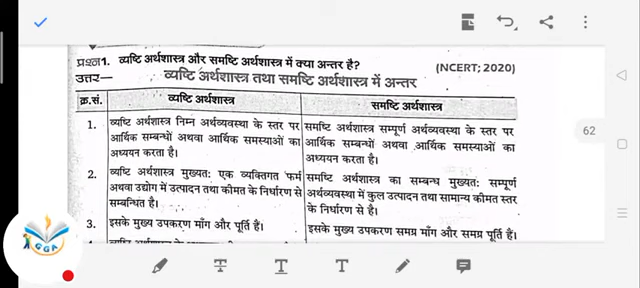 प्रश्न1. व्यष्टि अर्थशास्त्र और समष्टि अर्थशास्त्र में क्या अन्तर है?
(NCERT; 2020)
उत्तर— व्यष्टि अर्थशास्त्र तथा समष्टि अर्थशास्त्र में अन्तर
क्र.सं. व्यष्टि अर्थशास्त्र समष्टि अर्थशास्त्र
1. व्यष्टि अर्थशास्त्र निम्न अर्थव्यवस्था के स्तर पर समष्टि अर्थशास्त्र सम्पूर्ण अर्थव्यवस्था के स्तर पर
आर्थिक सम्बन्धों अथवा आर्थिक समस्याओं का आर्थिक सम्बन्धों अथवा आर्थिक समस्याओं का
अध्ययन करता है। अध्ययन करता है।
2. व्यष्टि अर्थशास्त्र मुख्यत: एक व्यक्तिगत फर्म समष्टि अर्थशास्त्र का सम्बन्ध मुख्यत: सम्पूर्ण
अथवा उद्योग में उत्पादन तथा कीमत के निर्धारण से अर्थव्यवस्था में कुल उत्पादन तथा सामान्य कीमत स्तर
सम्बन्धित है। के निर्धारण से है।
3. इसके मुख्य उपकरण माँग और पूर्ति हैं। इसके मुख्य उपकरण समग्र माँग और समग्र पूर्ति हैं।
62
GGA
T T T